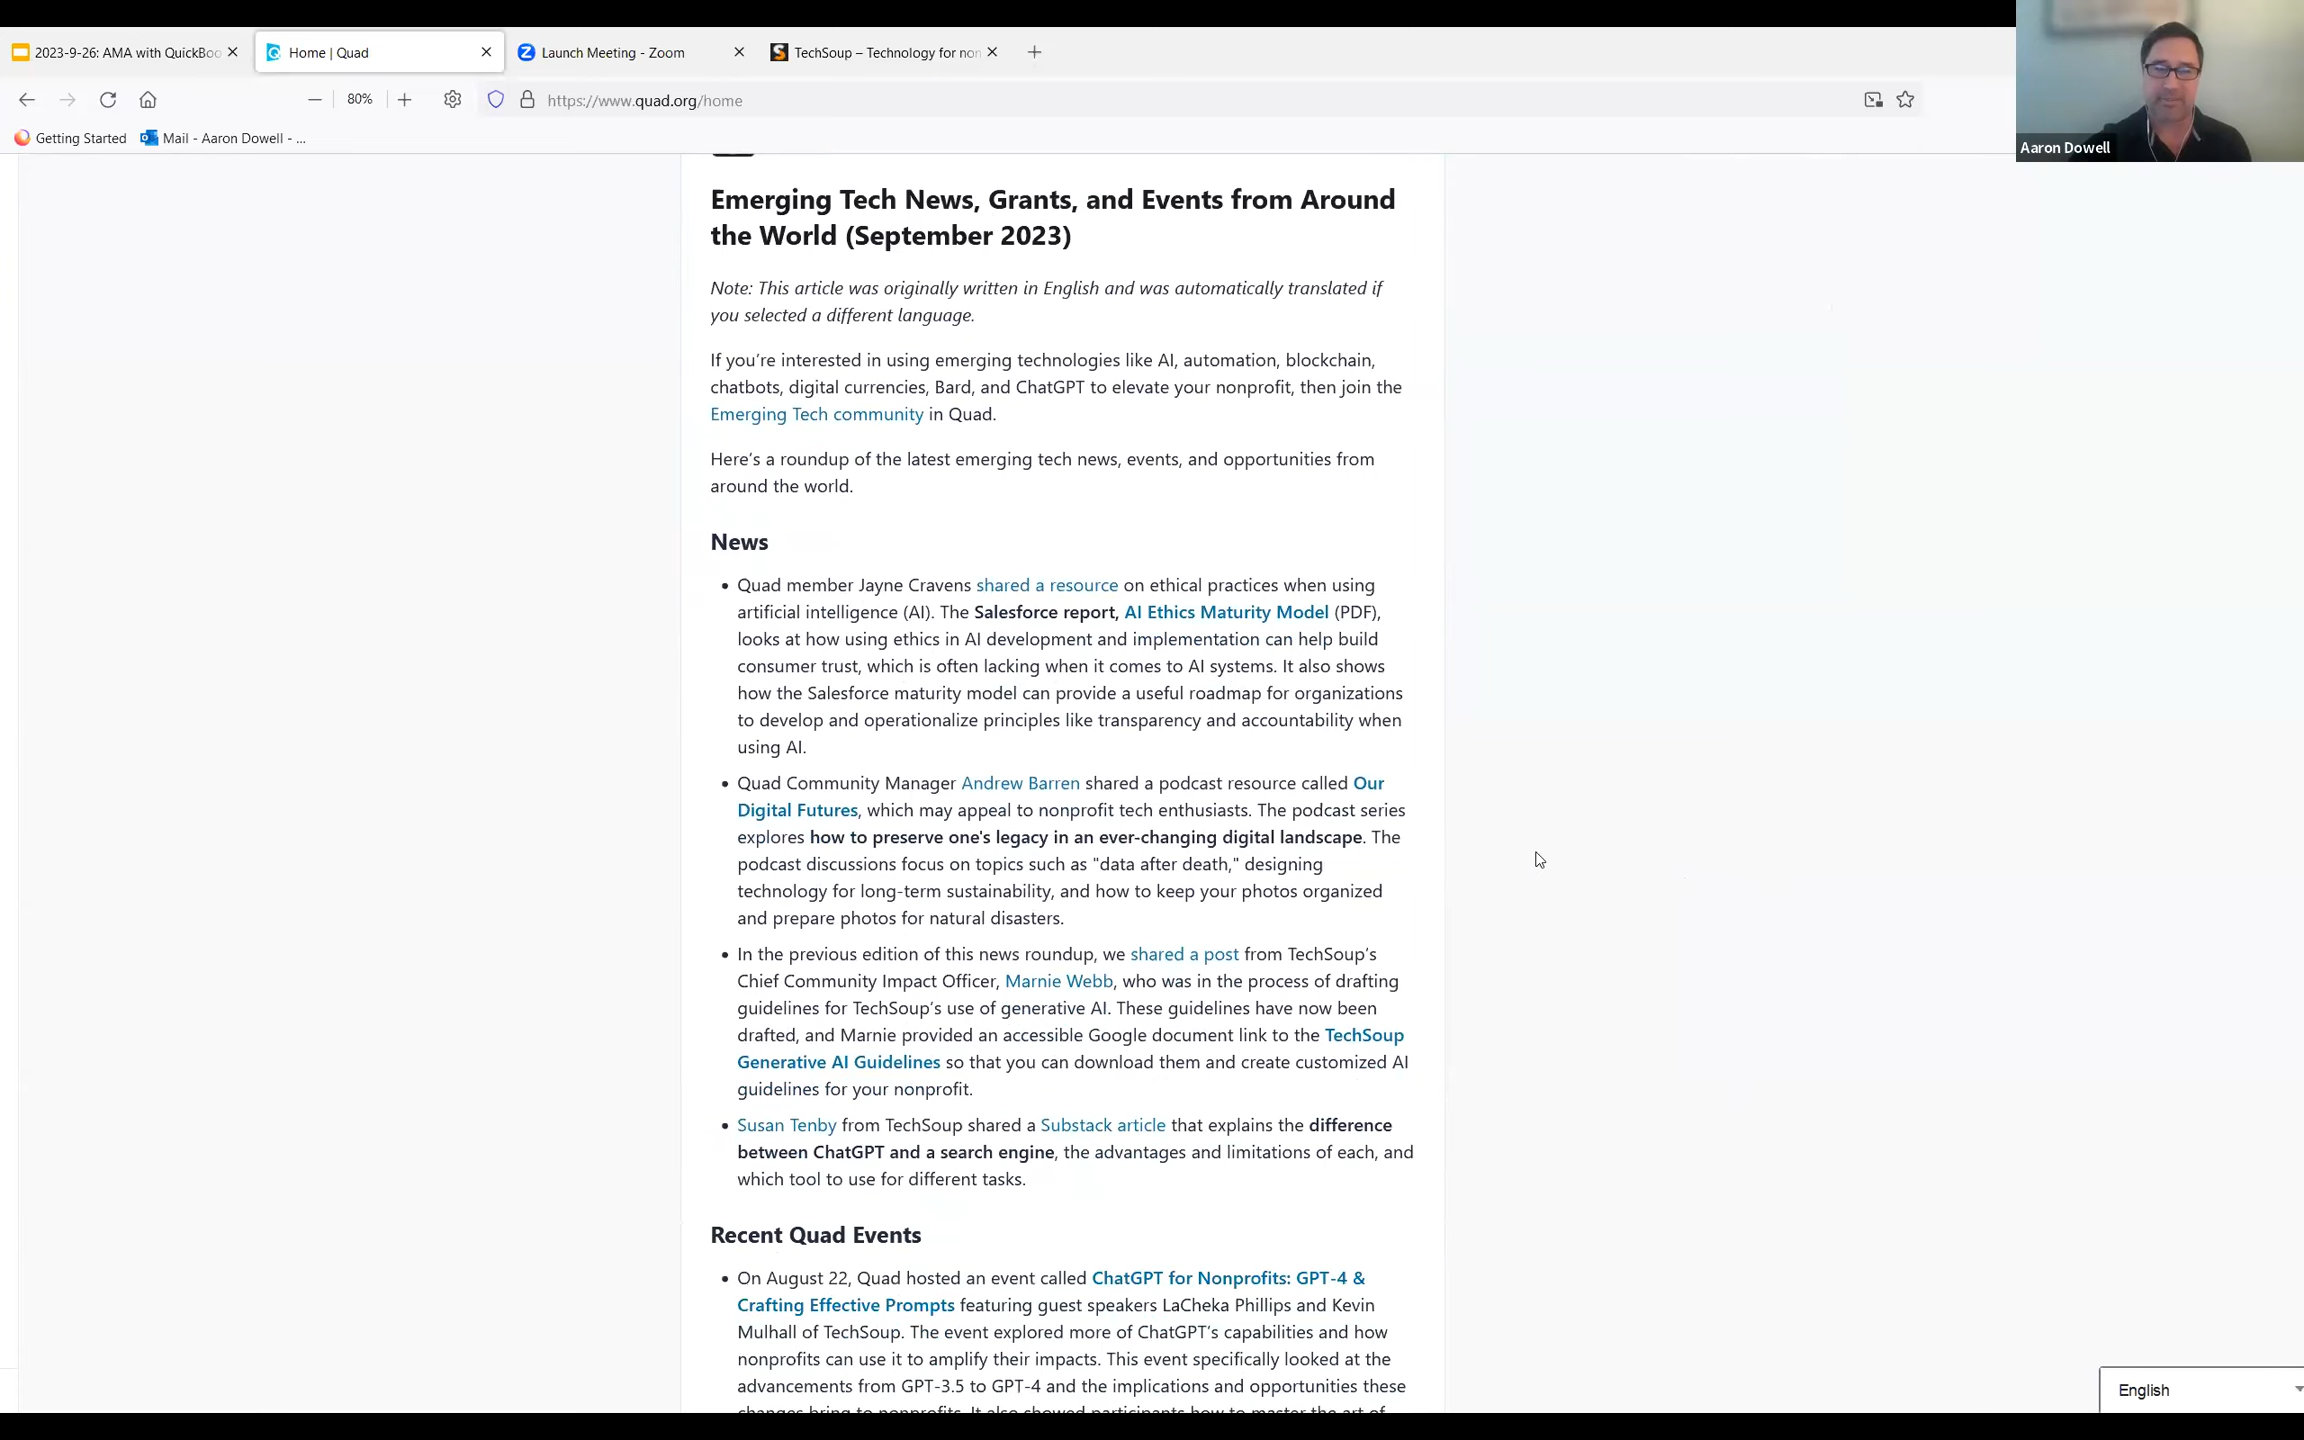 2023-9-26: AMA with QuickBoo
Home | Quad
Launch Meeting - Zoom
TechSoup – Technology for non
80%
https://www.quad.org/home
Getting Started
Mail - Aaron Dowell - ...
Aaron Dowell
Emerging Tech News, Grants, and Events from Around
the World (September 2023)
Note: This article was originally written in English and was automatically translated if
you selected a different language.
If you’re interested in using emerging technologies like AI, automation, blockchain,
chatbots, digital currencies, Bard, and ChatGPT to elevate your nonprofit, then join the
Emerging Tech community in Quad.
Here’s a roundup of the latest emerging tech news, events, and opportunities from
around the world.
News
• Quad member Jayne Cravens shared a resource on ethical practices when using
artificial intelligence (AI). The Salesforce report, AI Ethics Maturity Model (PDF),
looks at how using ethics in AI development and implementation can help build
consumer trust, which is often lacking when it comes to AI systems. It also shows
how the Salesforce maturity model can provide a useful roadmap for organizations
to develop and operationalize principles like transparency and accountability when
using AI.
• Quad Community Manager Andrew Barren shared a podcast resource called Our
Digital Futures, which may appeal to nonprofit tech enthusiasts. The podcast series
explores how to preserve one's legacy in an ever-changing digital landscape. The
podcast discussions focus on topics such as "data after death," designing
technology for long-term sustainability, and how to keep your photos organized
and prepare photos for natural disasters.
• In the previous edition of this news roundup, we shared a post from TechSoup’s
Chief Community Impact Officer, Marnie Webb, who was in the process of drafting
guidelines for TechSoup’s use of generative AI. These guidelines have now been
drafted, and Marnie provided an accessible Google document link to the TechSoup
Generative AI Guidelines so that you can download them and create customized AI
guidelines for your nonprofit.
• Susan Tenby from TechSoup shared a Substack article that explains the difference
between ChatGPT and a search engine, the advantages and limitations of each, and
which tool to use for different tasks.
Recent Quad Events
• On August 22, Quad hosted an event called ChatGPT for Nonprofits: GPT-4 &
Crafting Effective Prompts featuring guest speakers LaCheka Phillips and Kevin
Mulhall of TechSoup. The event explored more of ChatGPT’s capabilities and how
nonprofits can use it to amplify their impacts. This event specifically looked at the
advancements from GPT-3.5 to GPT-4 and the implications and opportunities these
changes bring to nonprofits. It also showed participants how to master the art of
English